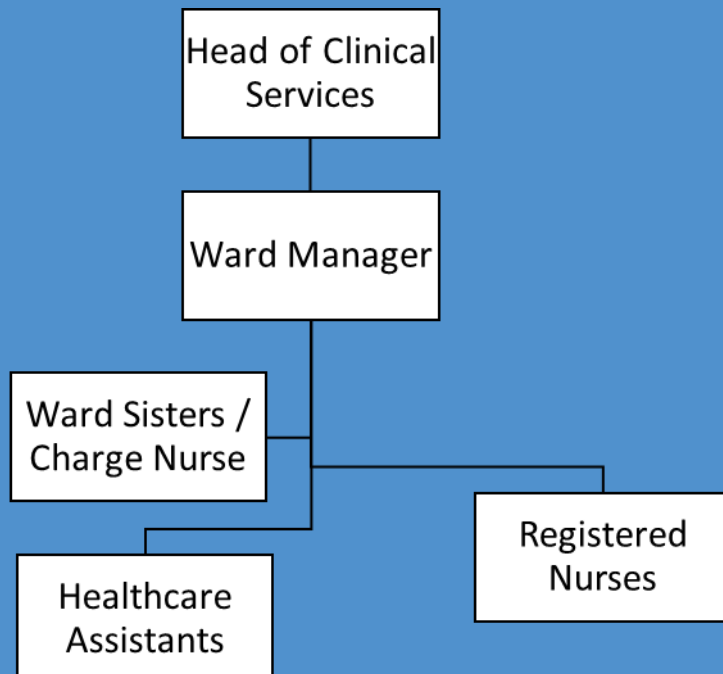 Head of Clinical
Services
Ward Manager
Ward Sisters /
Charge Nurse
Registered
Nurses
Healthcare
Assistants